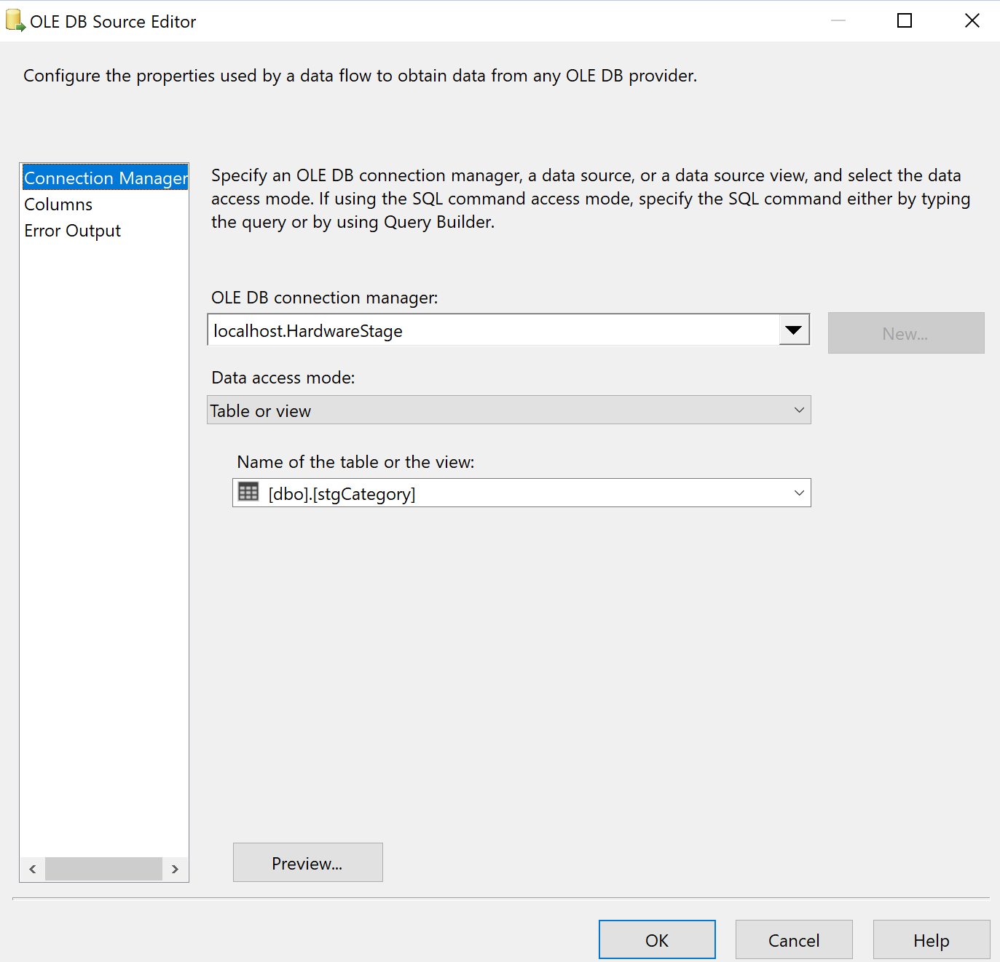 OLE DB Source Editor
Configure the properties used by a data flow to obtain data from any OLE DB provider.
Connection Manager
Columns
Error Output
Specify an OLE DB connection manager, a data source, or a data source view, and select the data
access mode. If using the SQL command access mode, specify the SQL command either by typing
the query or by using Query Builder.
OLE DB connection manager:
localhost.HardwareStage
New...
Data access mode:
Table or view
Name of the table or the view:
[dbo].[stgCategory]
Preview...
OK
Cancel
Help